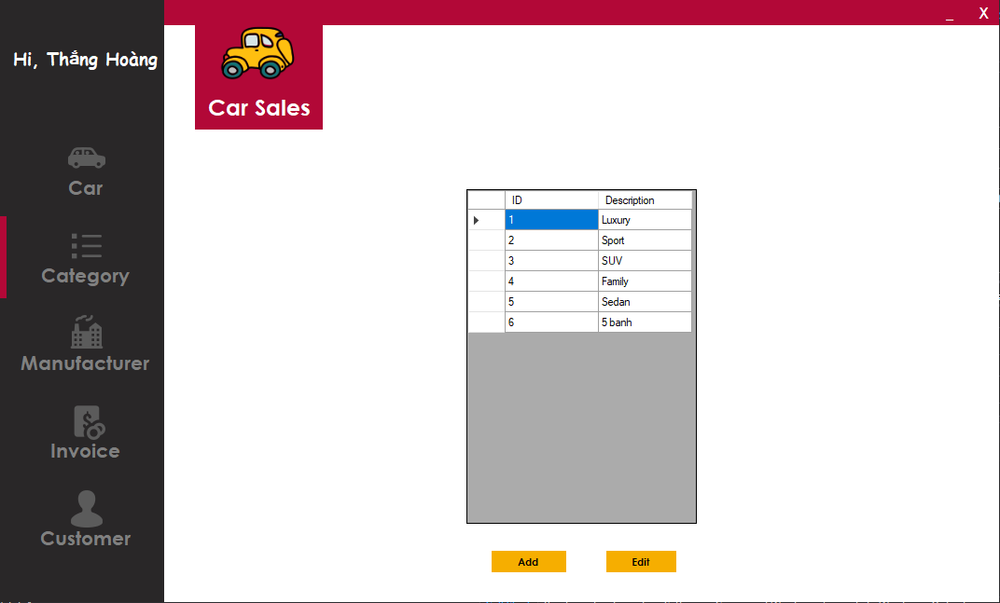 _ X
Hi, Thắng Hoàng
Car Sales
Car
Category
Manufacturer
Invoice
Customer
ID Description
1 Luxury
2 Sport
3 SUV
4 Family
5 Sedan
6 5 banh
Add Edit